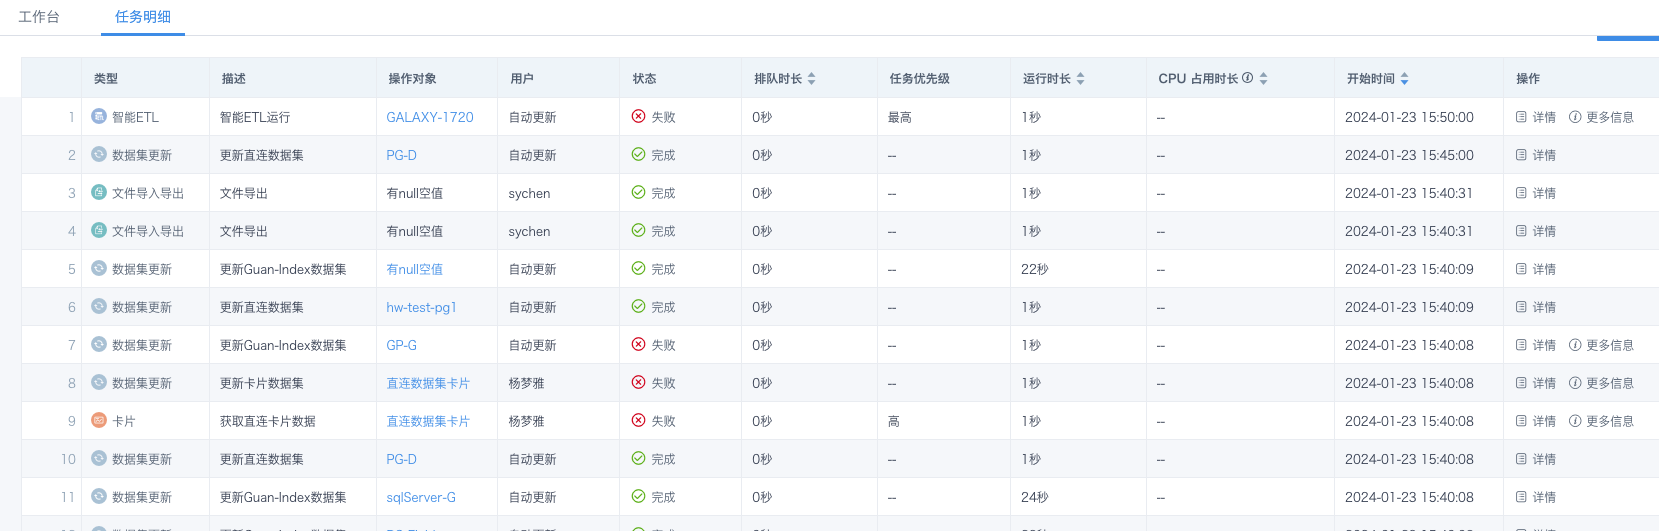 工作台 任务明细
类型 描述 操作对象 用户 状态 排队时长 任务优先级 运行时长 CPU 占用时长 开始时间 操作
1 智能ETL 智能ETL运行 GALAXY-1720 自动更新 失败 0秒 最高 1秒 -- 2024-01-23 15:50:00 详情 更多信息
2 数据集更新 更新直连数据集 PG-D 自动更新 完成 0秒 -- 1秒 -- 2024-01-23 15:45:00 详情
3 文件导入导出 文件导出 有null空值 sychen 完成 0秒 -- 1秒 -- 2024-01-23 15:40:31 详情
4 文件导入导出 文件导出 有null空值 sychen 完成 0秒 -- 1秒 -- 2024-01-23 15:40:31 详情
5 数据集更新 更新Guan-Index数据集 有null空值 自动更新 完成 0秒 -- 22秒 -- 2024-01-23 15:40:09 详情
6 数据集更新 更新直连数据集 hw-test-pg1 自动更新 完成 0秒 -- 1秒 -- 2024-01-23 15:40:09 详情
7 数据集更新 更新Guan-Index数据集 GP-G 自动更新 失败 0秒 -- 1秒 -- 2024-01-23 15:40:08 详情 更多信息
8 数据集更新 更新卡片数据集 直连数据集卡片 杨梦雅 失败 0秒 -- 1秒 -- 2024-01-23 15:40:08 详情 更多信息
9 卡片 获取直连卡片数据 直连数据集卡片 杨梦雅 失败 0秒 高 1秒 -- 2024-01-23 15:40:08 详情 更多信息
10 数据集更新 更新直连数据集 PG-D 自动更新 完成 0秒 -- 1秒 -- 2024-01-23 15:40:08 详情
11 数据集更新 更新Guan-Index数据集 sqlServer-G 自动更新 完成 0秒 -- 24秒 -- 2024-01-23 15:40:08 详情